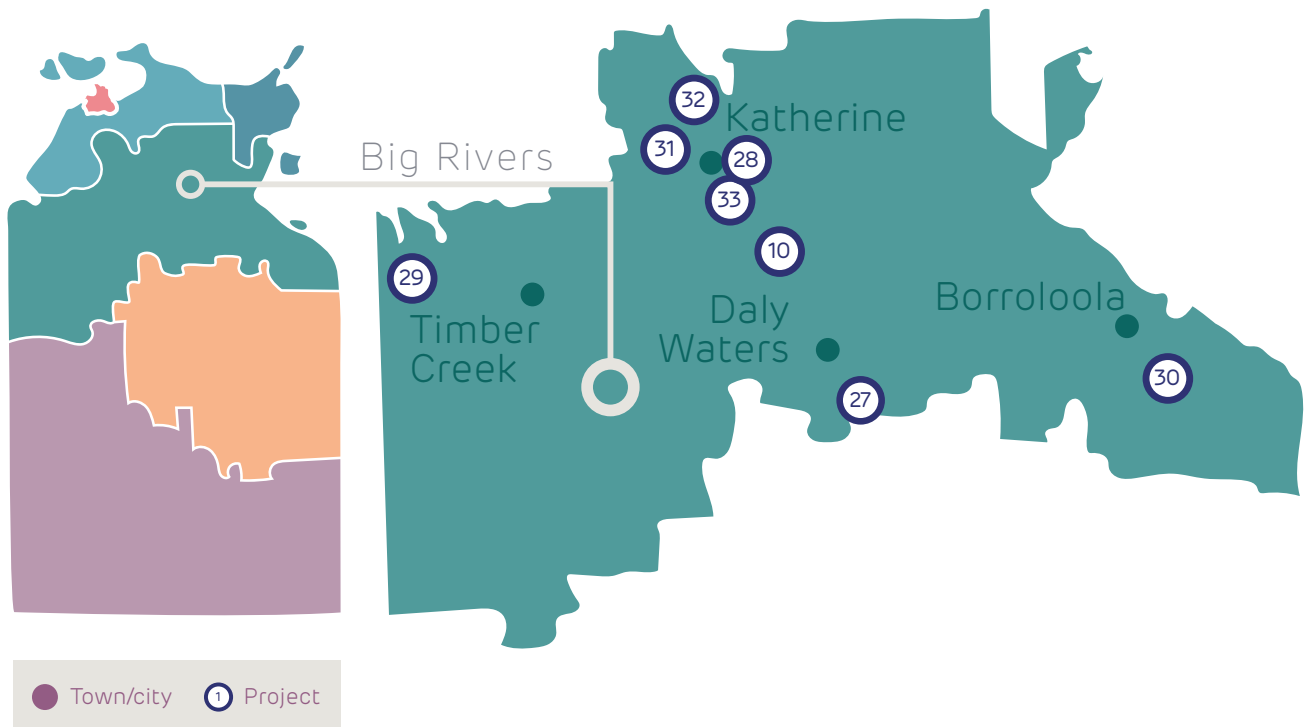 Big Rivers
32
Katherine
31
28
33
10
29
Timber
Creek
Daly
Waters
Borroloola
30
27
Town/city
1
Project